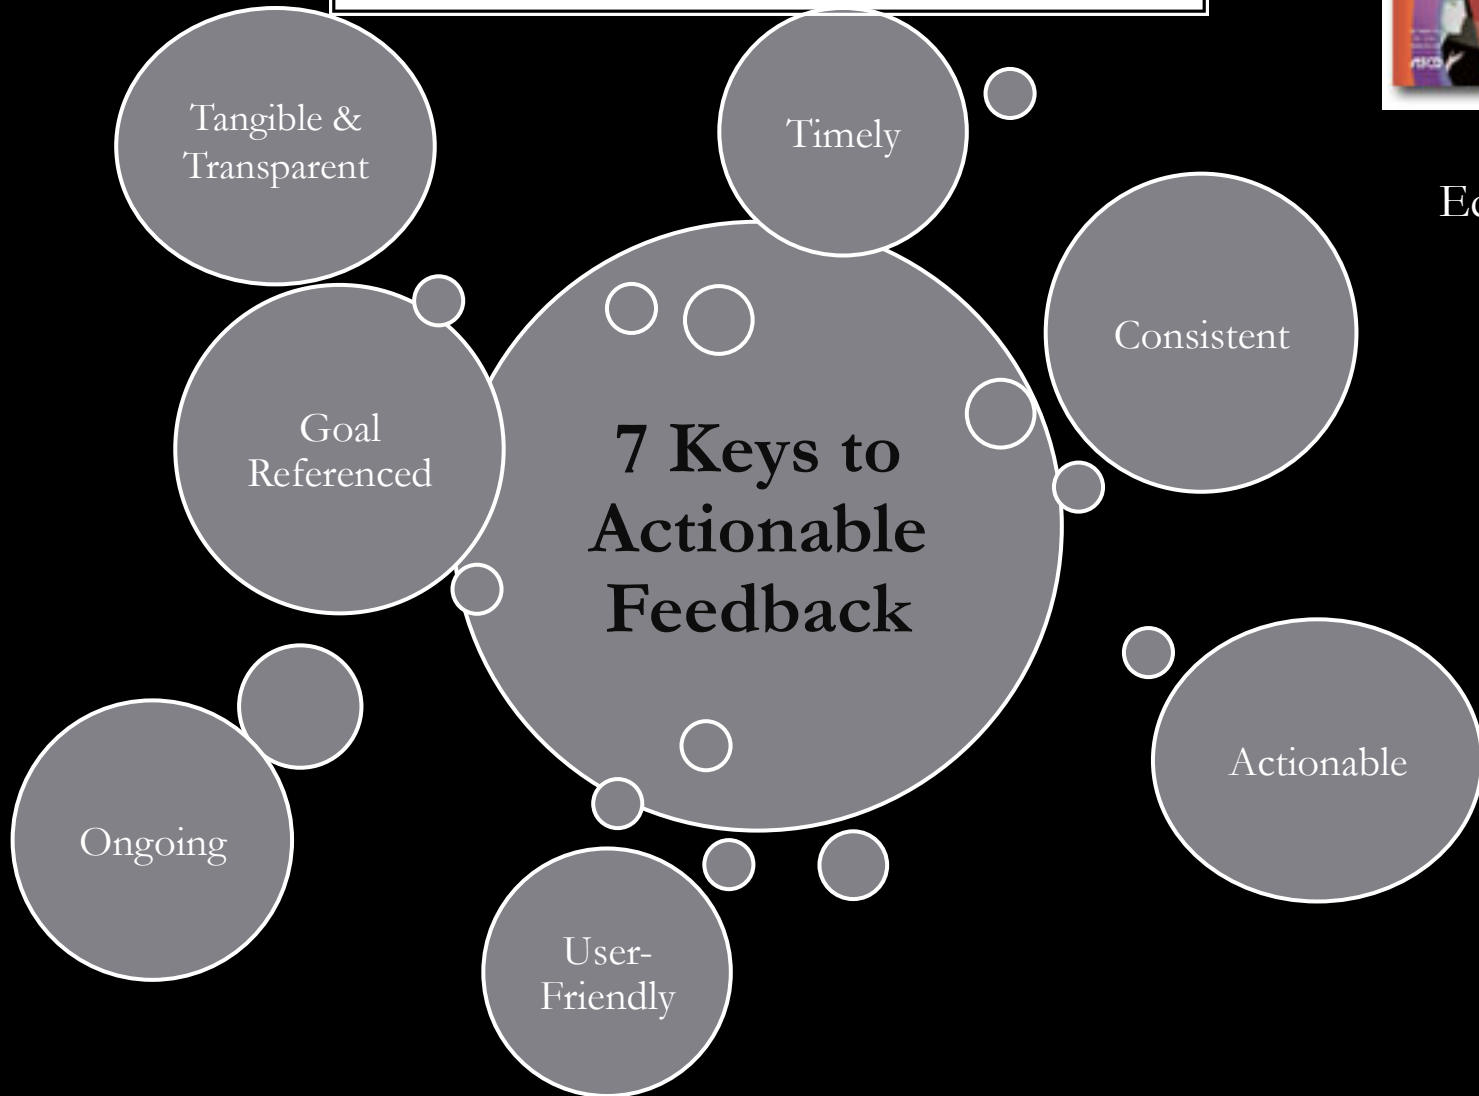 Tangible &
Transparent
Timely
Consistent
Goal
Referenced
7 Keys to
Actionable
Feedback
Actionable
Ongoing
User-
Friendly